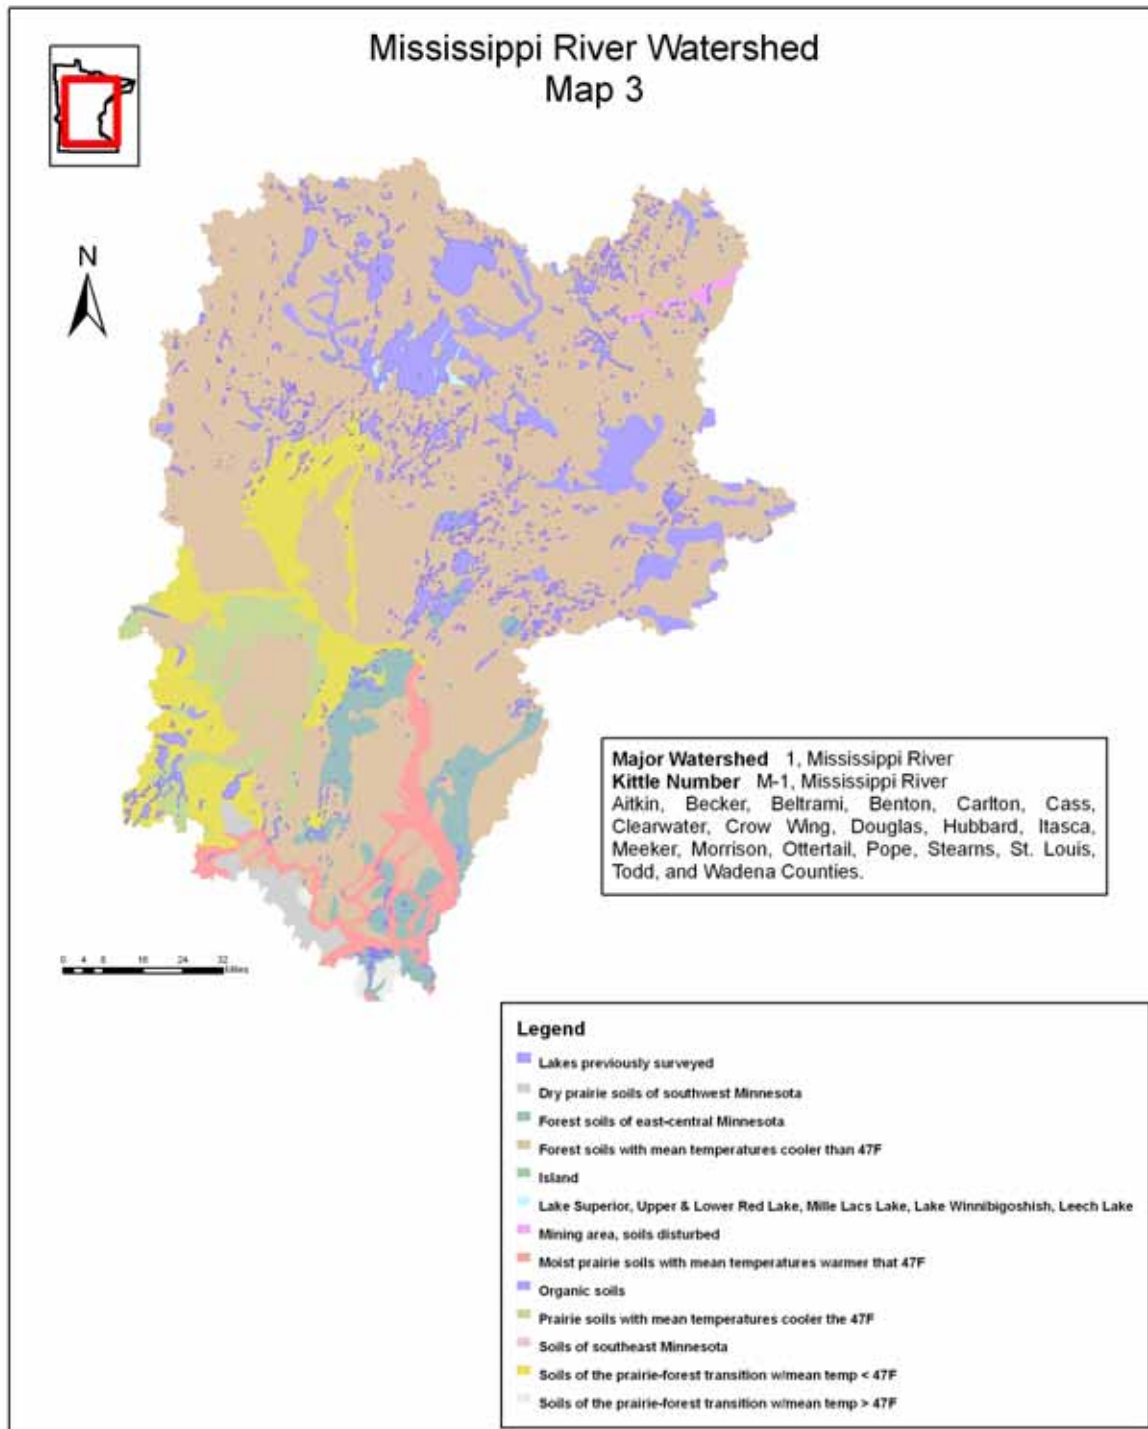 Mississippi River Watershed
Map 3
N
Major Watershed 1, Mississippi River
Kittle Number M-1, Mississippi River
Aitkin, Becker, Beltrami, Benton, Carlton, Cass,
Clearwater, Crow Wing, Douglas, Hubbard, Itasca,
Meeker, Morrison, Ottertail, Pope, Stearns, St. Louis,
Todd, and Wadena Counties.
0 4 8 16 24 32
Miles
Legend
Lakes previously surveyed
Dry prairie soils of southwest Minnesota
Forest soils of east-central Minnesota
Forest soils with mean temperatures cooler than 47F
Island
Lake Superior, Upper & Lower Red Lake, Mille Lacs Lake, Lake Winnibigoshish, Leech Lake
Mining area, soils disturbed
Moist prairie soils with mean temperatures warmer that 47F
Organic soils
Prairie soils with mean temperatures cooler the 47F
Soils of southeast Minnesota
Soils of the prairie-forest transition w/mean temp < 47F
Soils of the prairie-forest transition w/mean temp > 47F